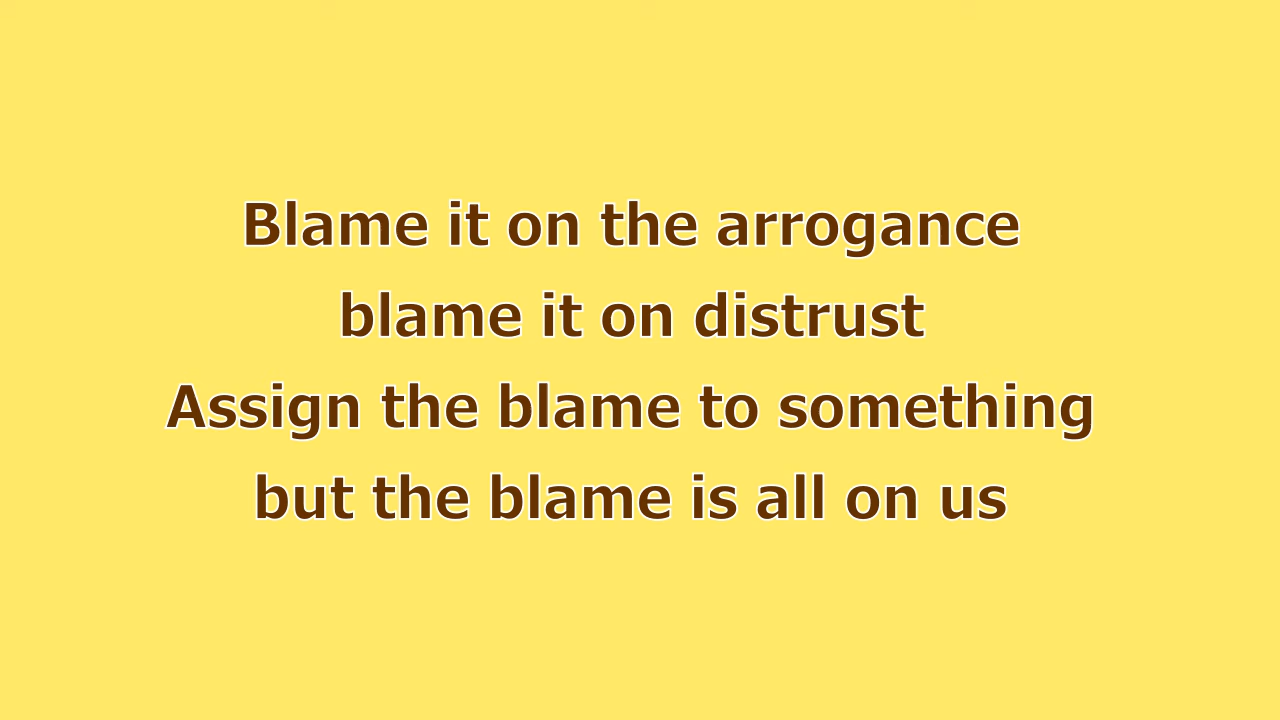 Blame it on the arrogance
blame it on distrust
Assign the blame to something
but the blame is all on us